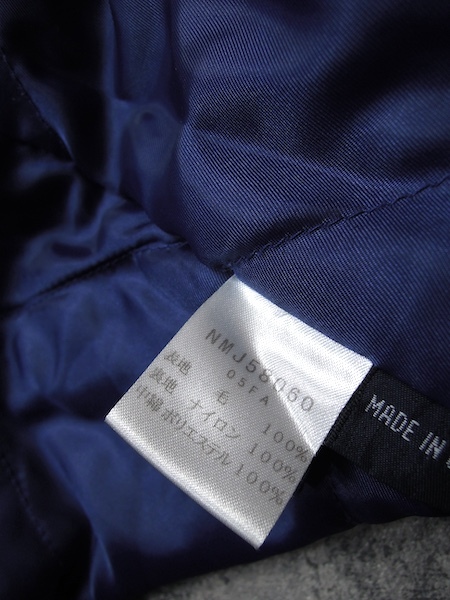 NMJ58060
OSFA
表地 毛 100%
裏地 ナイロン 100%
中綿 ポリエステル 100%
MADE IN